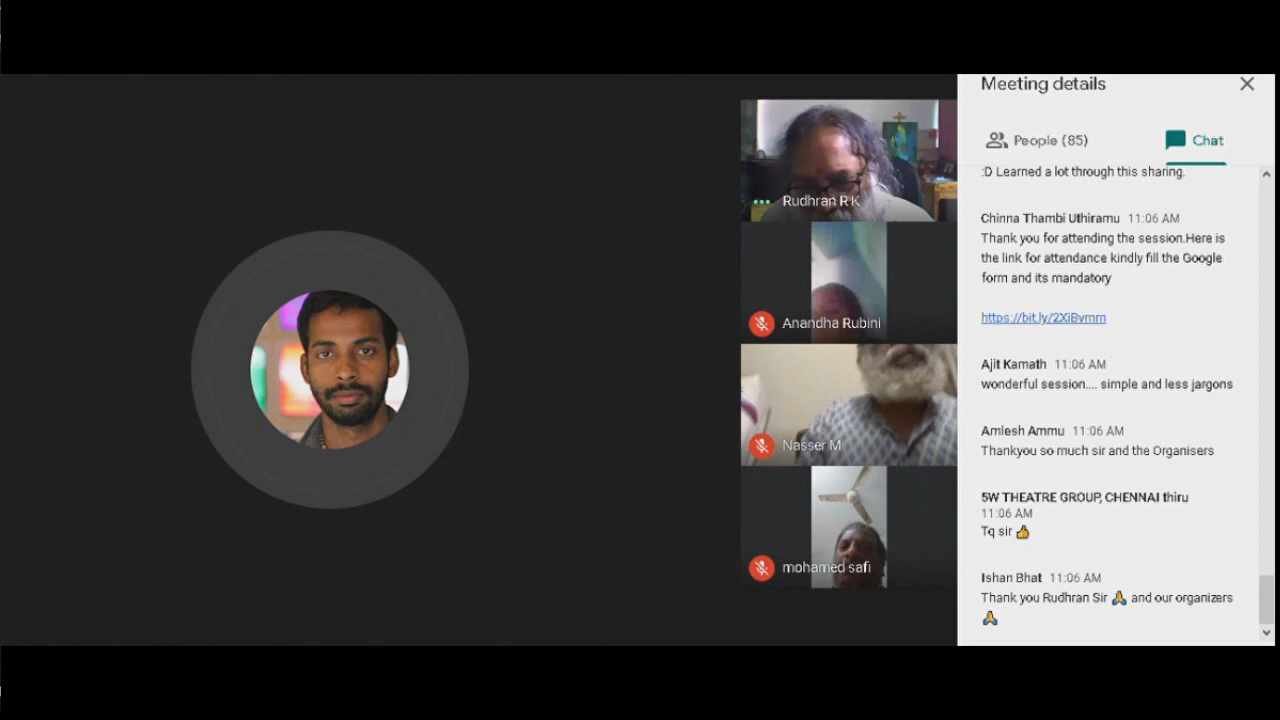 Meeting details
People (85)
Chat
:D Learned a lot through this sharing.
Chinna Thambi Uthiramu 11:06 AM
Thank you for attending the session.Here is
the link for attendance kindly fill the Google
form and its mandatory
https://bit.ly/2XiBvmm
Ajit Kamath 11:06 AM
wonderful session.... simple and less jargons
Amlesh Ammu 11:06 AM
Thankyou so much sir and the Organisers
5W THEATRE GROUP, CHENNAI thiru
11:06 AM
Tq sir 👍
Ishan Bhat 11:06 AM
Thank you Rudhran Sir 🙏 and our organizers
🙏
Rudhran R K
Anandha Rubini
Nasser M
mohamed safi